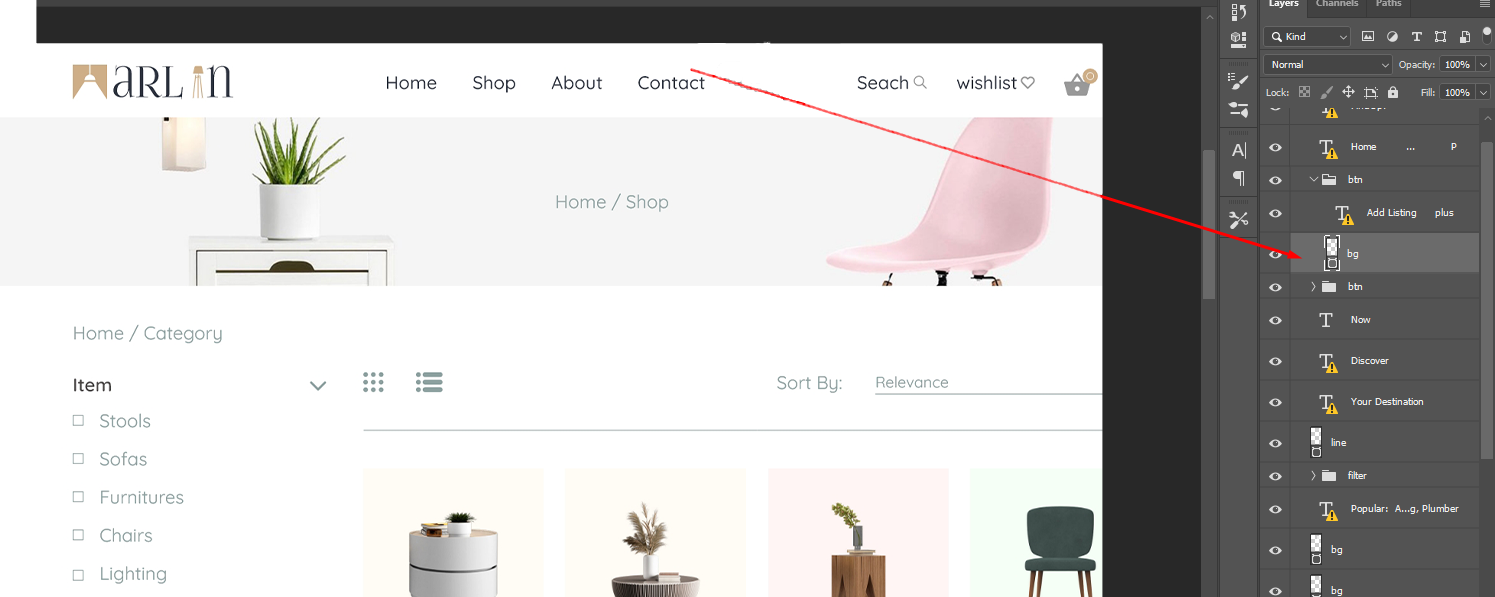 Layers Channels Paths
Kind
Normal Opacity: 100%
Lock: Fill: 100%
ARLIN Home Shop About Contact Seach wishlist 0
Home ... P
btn
Add Listing plus
bg
btn
Now
Discover
Your Destination
line
filter
Popular: A...g, Plumber
bg
bg
Home / Shop
Home / Category
Item
Sort By: Relevance
Stools
Sofas
Furnitures
Chairs
Lighting